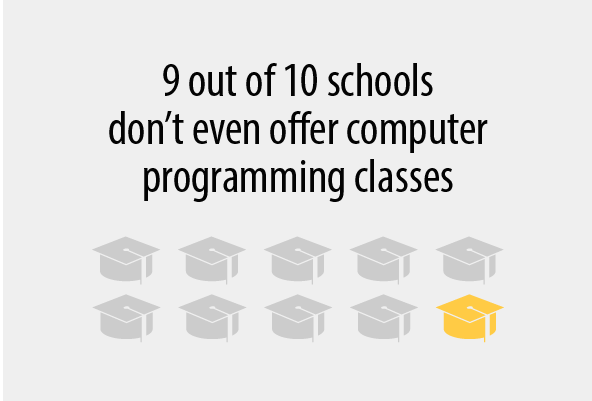 9 out of 10 schools
don’t even offer computer
programming classes